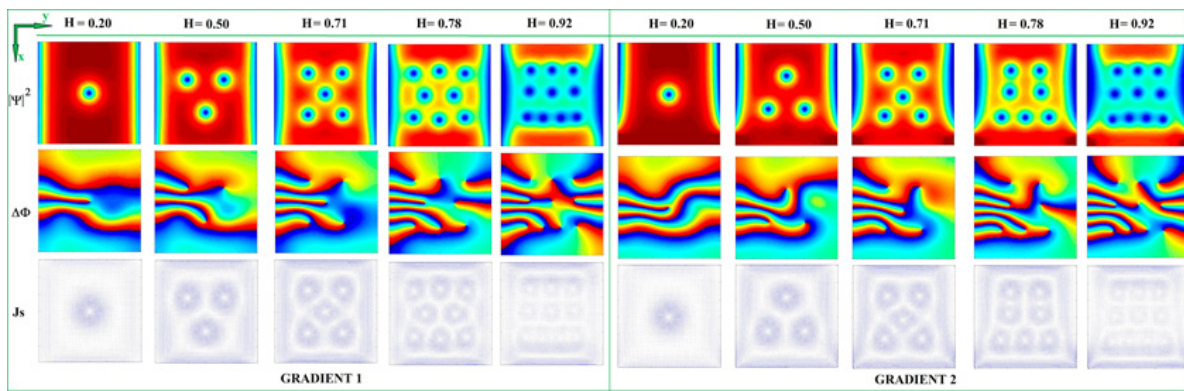 y
x
H = 0.20 H = 0.50 H = 0.71 H = 0.78 H = 0.92 H = 0.20 H = 0.50 H = 0.71 H = 0.78 H = 0.92
|Ψ|²
ΔΦ
Js
GRADIENT 1 GRADIENT 2